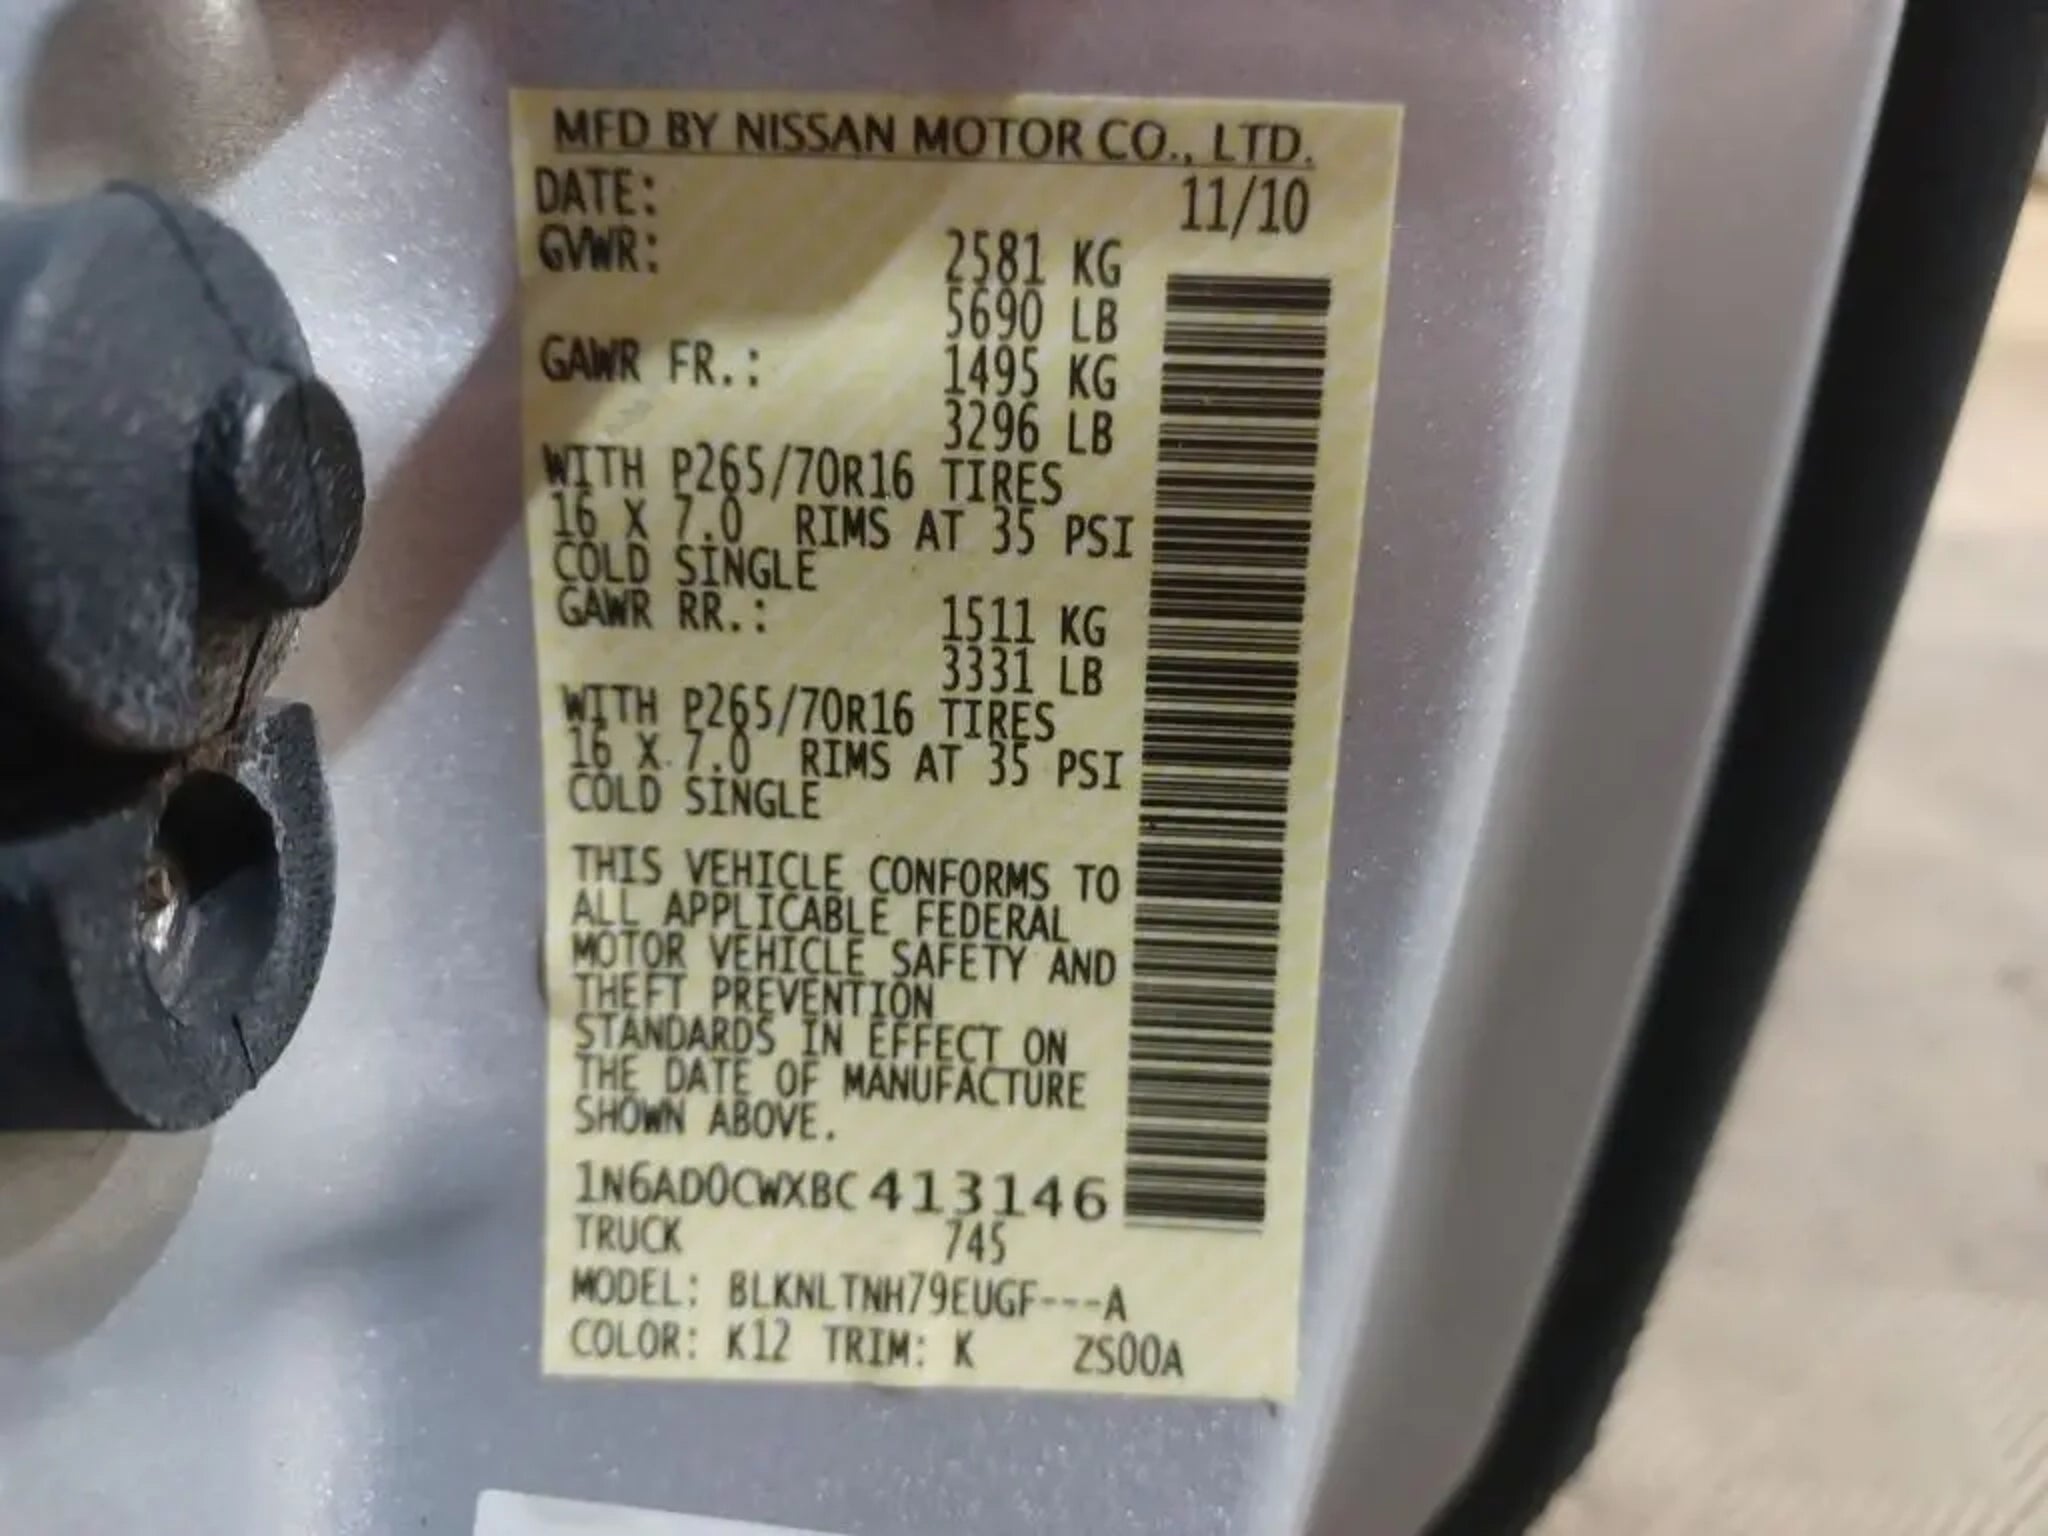 MFD BY NISSAN MOTOR CO., LTD.
DATE: 11/10
GVWR: 2581 KG
5690 LB
GAWR FR.: 1495 KG
3296 LB
WITH P265/70R16 TIRES
16 X 7.0 RIMS AT 35 PSI
COLD SINGLE
GAWR RR.: 1511 KG
3331 LB
WITH P265/70R16 TIRES
16 X 7.0 RIMS AT 35 PSI
COLD SINGLE
THIS VEHICLE CONFORMS TO
ALL APPLICABLE FEDERAL
MOTOR VEHICLE SAFETY AND
THEFT PREVENTION
STANDARDS IN EFFECT ON
THE DATE OF MANUFACTURE
SHOWN ABOVE.
1N6AD0CWXBC413146
TRUCK 745
MODEL: BLKNLTNH79EUGF---A
COLOR: K12 TRIM: K ZS00A